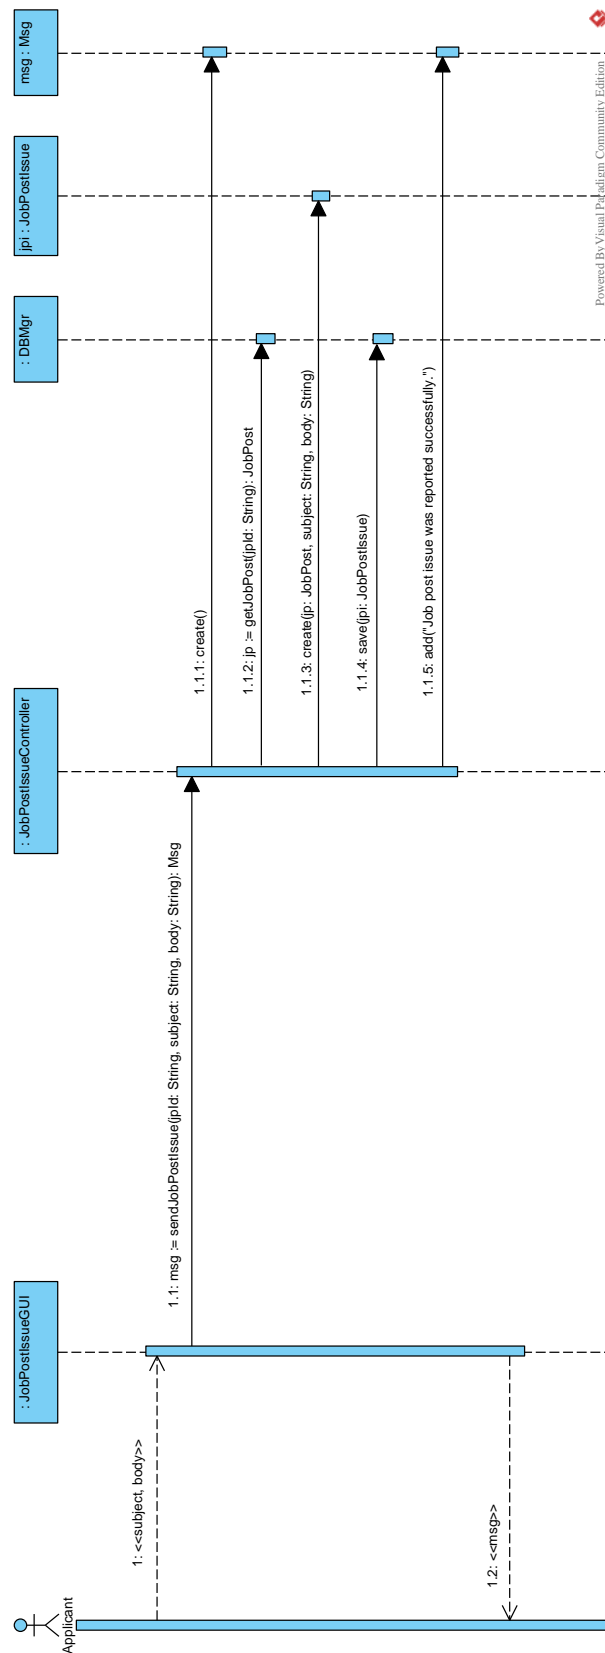 Applicant
: JobPostIssueGUI
: JobPostIssueController
: DBMgr
jpi : JobPostIssue
msg : Msg
1: <<subject, body>>
1.1: msg := sendJobPostIssue(jpId: String, subject: String, body: String): Msg
1.1.1: create()
1.1.2: jp := getJobPost(jpId: String): JobPost
1.1.3: create(jp: JobPost, subject: String, body: String)
1.1.4: save(jpi: JobPostIssue)
1.1.5: add("Job post issue was reported successfully.")
1.2: <<msg>>
Powered By Visual Paradigm Community Edition